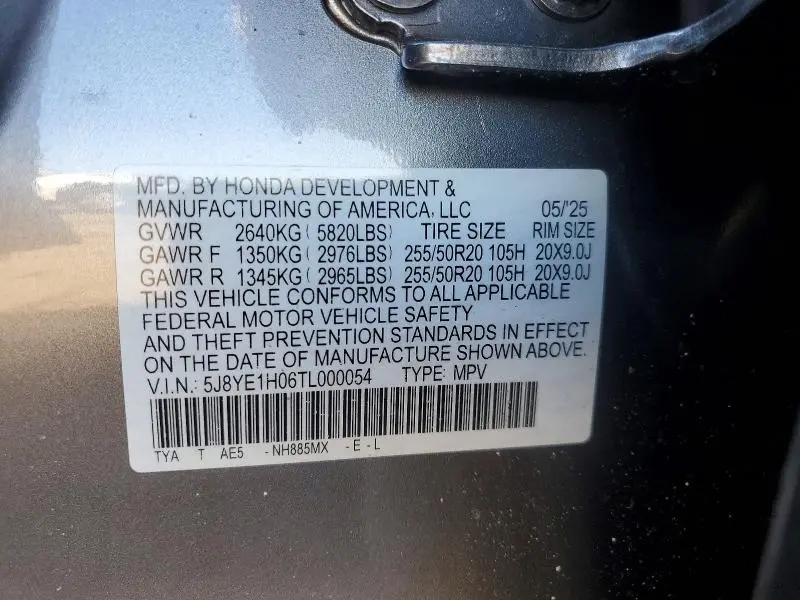 MFD. BY HONDA DEVELOPMENT &
MANUFACTURING OF AMERICA, LLC 05/'25
GVWR 2640KG ( 5820LBS) TIRE SIZE RIM SIZE
GAWR F 1350KG ( 2976LBS) 255/50R20 105H 20X9.0J
GAWR R 1345KG ( 2965LBS) 255/50R20 105H 20X9.0J
THIS VEHICLE CONFORMS TO ALL APPLICABLE
FEDERAL MOTOR VEHICLE SAFETY
AND THEFT PREVENTION STANDARDS IN EFFECT
ON THE DATE OF MANUFACTURE SHOWN ABOVE.
V.I.N.: 5J8YE1H06TL000054 TYPE: MPV
TYA T AE5 -NH885MX -E-L